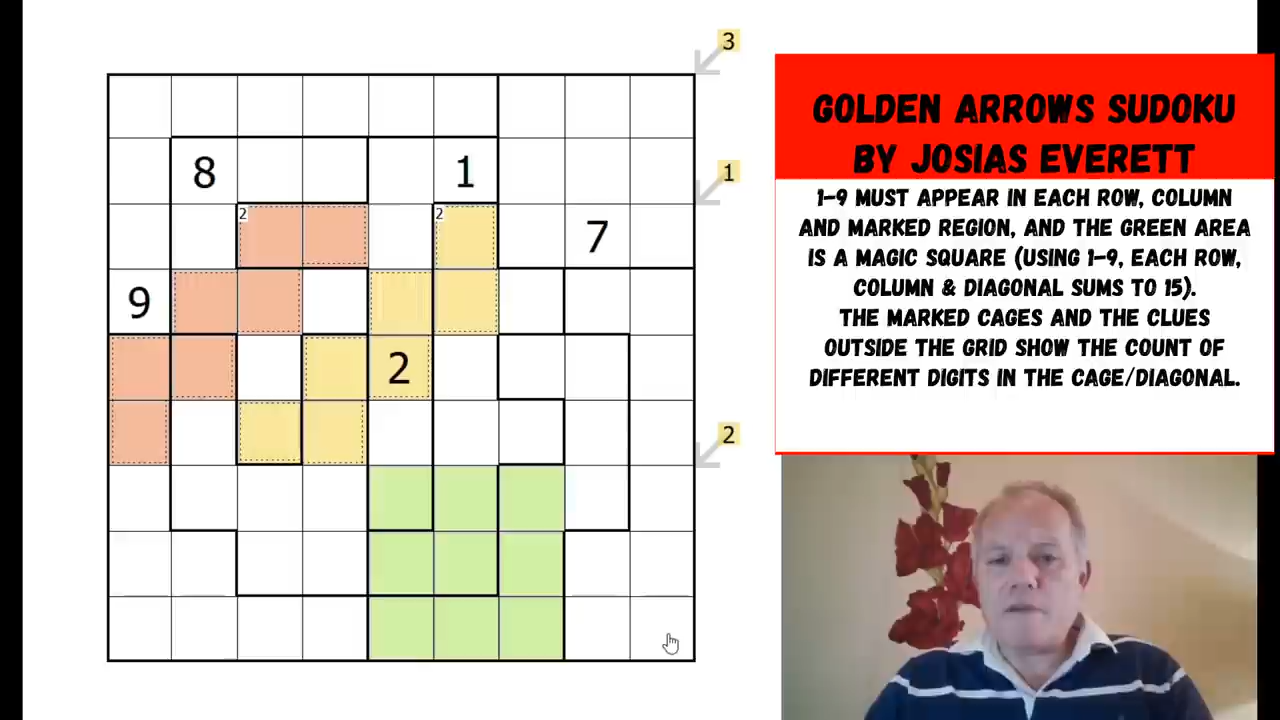 3
8 1
1
2 2
7
9
2
2
GOLDEN ARROWS SUDOKU
BY JOSIAS EVERETT
1-9 MUST APPEAR IN EACH ROW, COLUMN
AND MARKED REGION, AND THE GREEN AREA
IS A MAGIC SQUARE (USING 1-9, EACH ROW,
COLUMN & DIAGONAL SUMS TO 15).
THE MARKED CAGES AND THE CLUES
OUTSIDE THE GRID SHOW THE COUNT OF
DIFFERENT DIGITS IN THE CAGE/DIAGONAL.